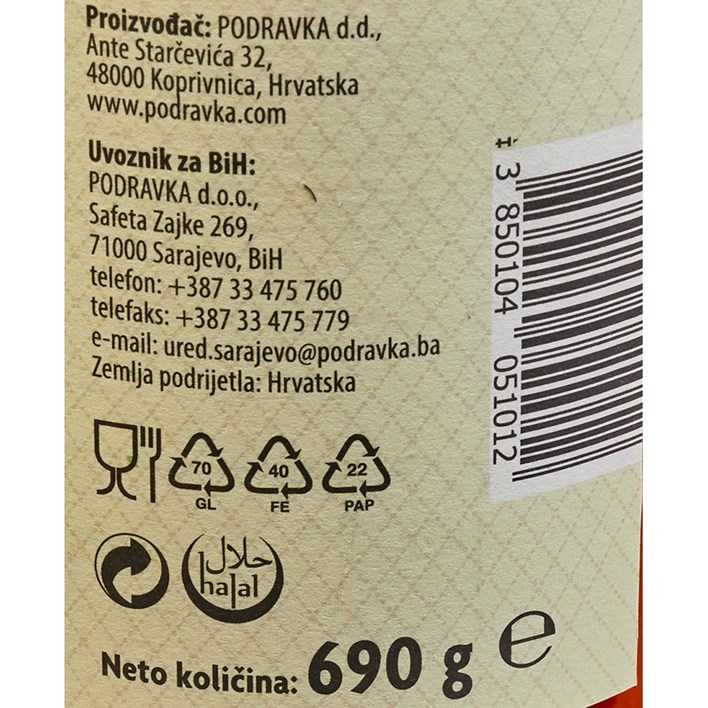 Proizvođač: PODRAVKA d.d.,
Ante Starčevića 32,
48000 Koprivnica, Hrvatska
www.podravka.com
Uvoznik za BiH:
PODRAVKA d.o.o.,
Safeta Zajke 269,
71000 Sarajevo, BiH
telefon: +387 33 475 760
telefaks: +387 33 475 779
e-mail: ured.sarajevo@podravka.ba
Zemlja podrijetla: Hrvatska
3 850104 051012
70 40 22
GL FE PAP
حلال
halal
Neto količina: 690 g e